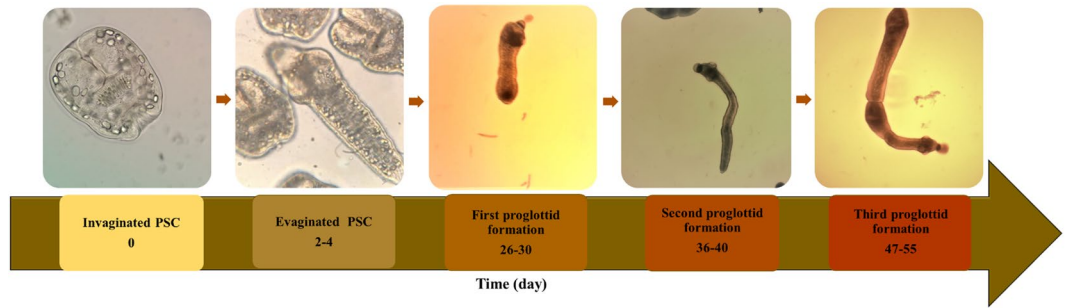 Invaginated PSC
0
Evaginated PSC
2-4
First proglottid
formation
26-30
Second proglottid
formation
36-40
Third proglottid
formation
47-55
Time (day)